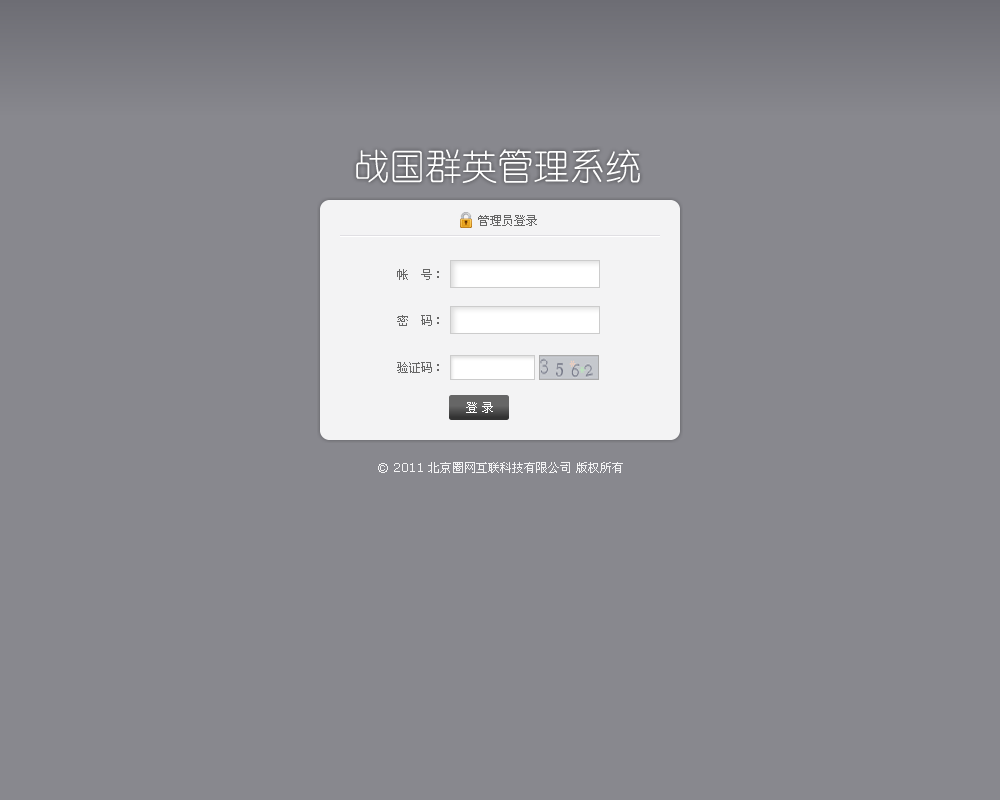 战国群英管理系统
管理员登录
帐　号：
密　码：
验证码： 3562
登 录
© 2011 北京圈网互联科技有限公司 版权所有